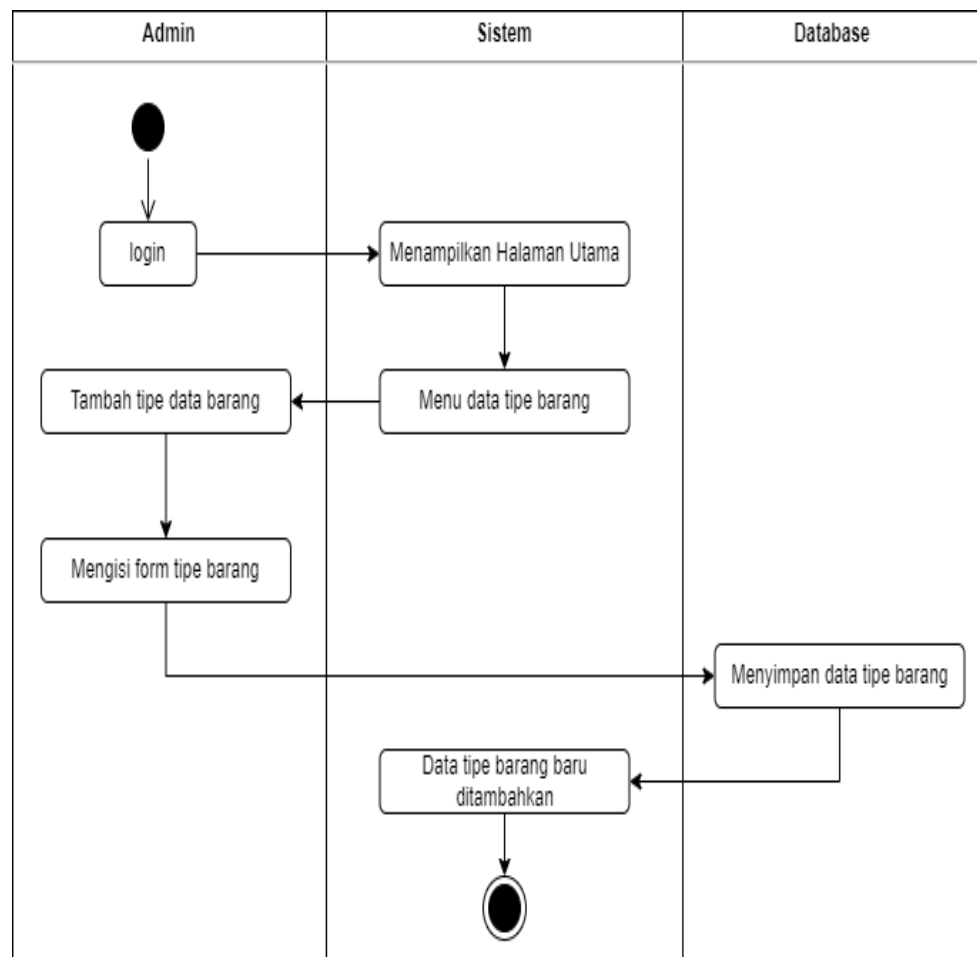 Admin
Sistem
Database
login
Menampilkan Halaman Utama
Tambah tipe data barang
Menu data tipe barang
Mengisi form tipe barang
Menyimpan data tipe barang
Data tipe barang baru
ditambahkan